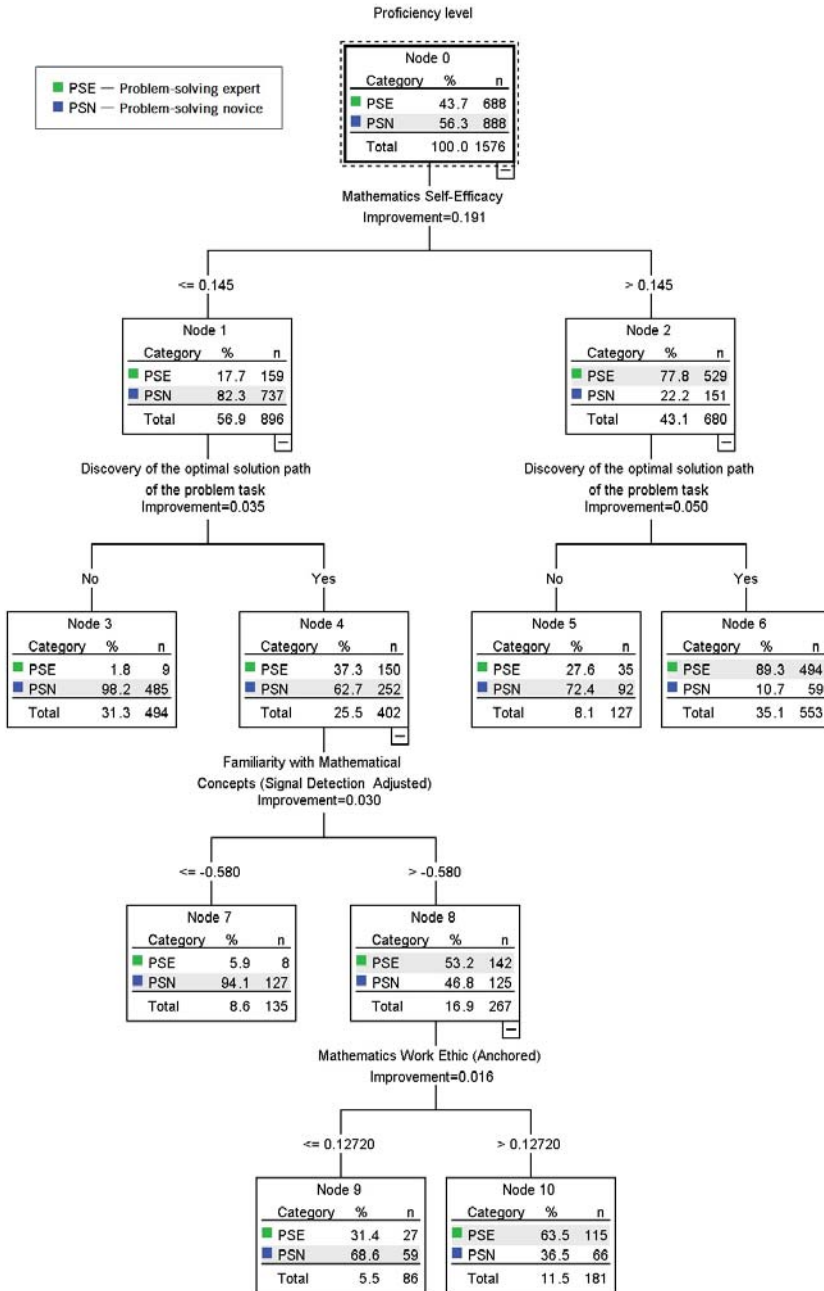 Proficiency level
PSE — Problem-solving expert
PSN — Problem-solving novice
Node 0
Category % n
PSE 43.7 688
PSN 56.3 888
Total 100.0 1576
Mathematics Self-Efficacy
Improvement=0.191
<= 0.145
> 0.145
Node 1
Category % n
PSE 17.7 159
PSN 82.3 737
Total 56.9 896
Node 2
Category % n
PSE 77.8 529
PSN 22.2 151
Total 43.1 680
Discovery of the optimal solution path
of the problem task
Improvement=0.035
Discovery of the optimal solution path
of the problem task
Improvement=0.050
No
Yes
No
Yes
Node 3
Category % n
PSE 1.8 9
PSN 98.2 485
Total 31.3 494
Node 4
Category % n
PSE 37.3 150
PSN 62.7 252
Total 25.5 402
Node 5
Category % n
PSE 27.6 35
PSN 72.4 92
Total 8.1 127
Node 6
Category % n
PSE 89.3 494
PSN 10.7 59
Total 35.1 553
Familiarity with Mathematical
Concepts (Signal Detection Adjusted)
Improvement=0.030
<= -0.580
> -0.580
Node 7
Category % n
PSE 5.9 8
PSN 94.1 127
Total 8.6 135
Node 8
Category % n
PSE 53.2 142
PSN 46.8 125
Total 16.9 267
Mathematics Work Ethic (Anchored)
Improvement=0.016
<= 0.12720
> 0.12720
Node 9
Category % n
PSE 31.4 27
PSN 68.6 59
Total 5.5 86
Node 10
Category % n
PSE 63.5 115
PSN 36.5 66
Total 11.5 181